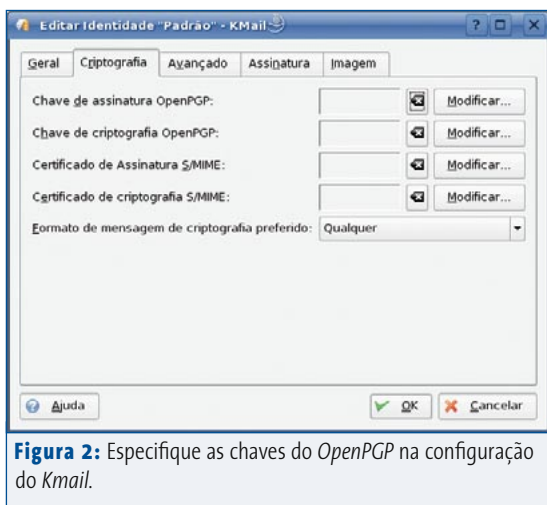 Editar Identidade "Padrão" - KMail
Geral Criptografia Avançado Assinatura Imagem
Chave de assinatura OpenPGP: Modificar...
Chave de criptografia OpenPGP: Modificar...
Certificado de Assinatura S/MIME: Modificar...
Certificado de criptografia S/MIME: Modificar...
Formato de mensagem de criptografia preferido: Qualquer
Ajuda OK Cancelar
Figura 2: Especifique as chaves do OpenPGP na configuração
do Kmail.